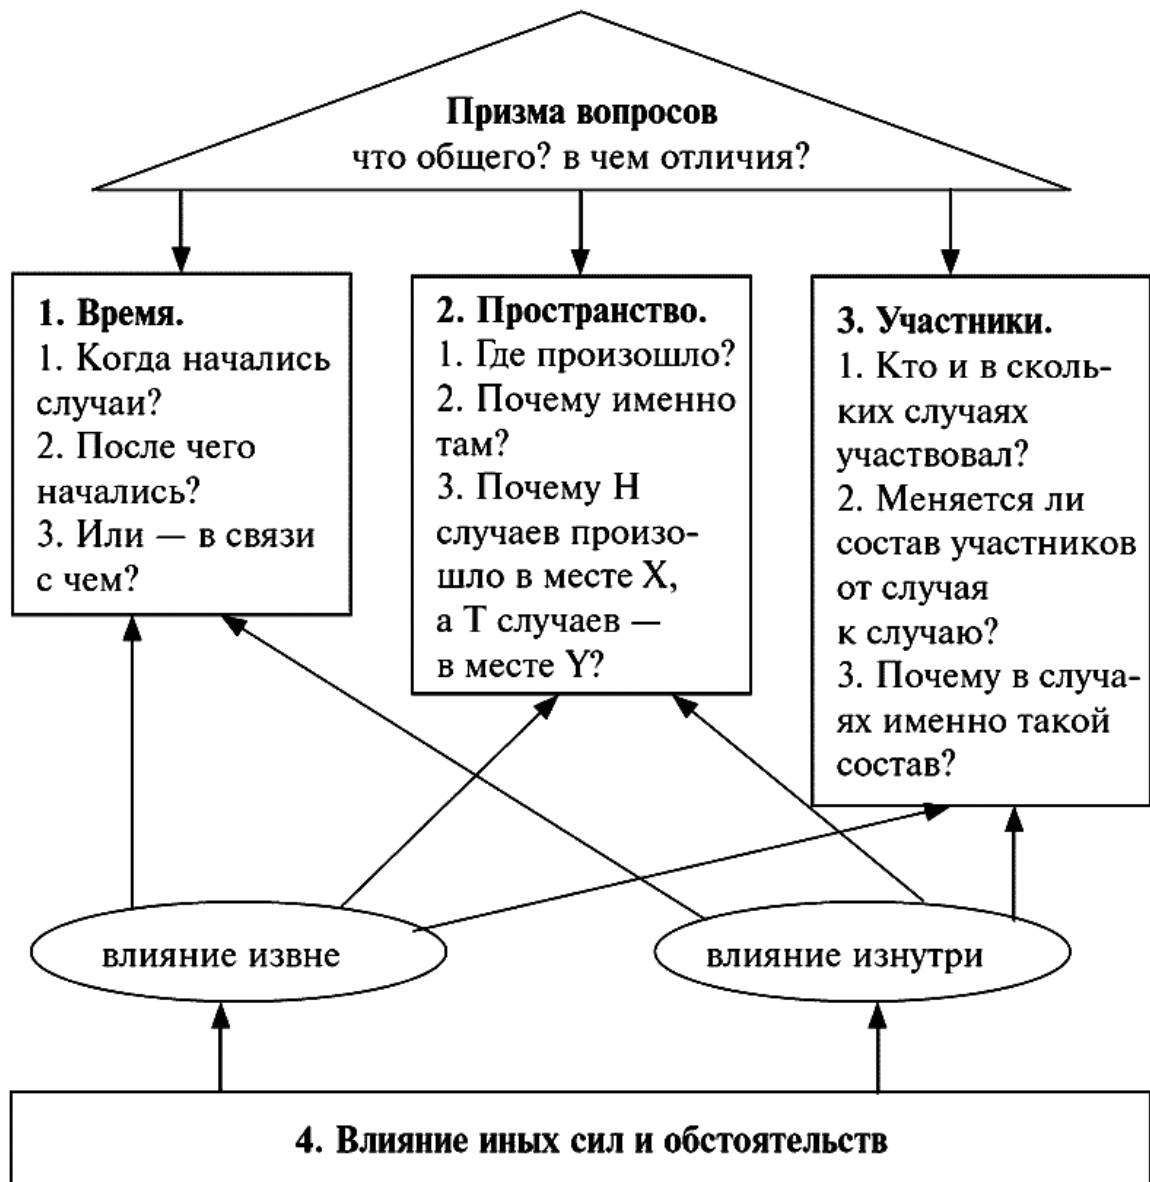 Призма вопросов
что общего? в чем отличия?
1. Время.
1. Когда начались
случаи?
2. После чего
начались?
3. Или — в связи
с чем?
2. Пространство.
1. Где произошло?
2. Почему именно
там?
3. Почему Н
случаев произо-
шло в месте X,
а Т случаев —
в месте Y?
3. Участники.
1. Кто и в сколь-
ких случаях
участвовал?
2. Меняется ли
состав участников
от случая
к случаю?
3. Почему в случа-
ях именно такой
состав?
влияние извне
влияние изнутри
4. Влияние иных сил и обстоятельств